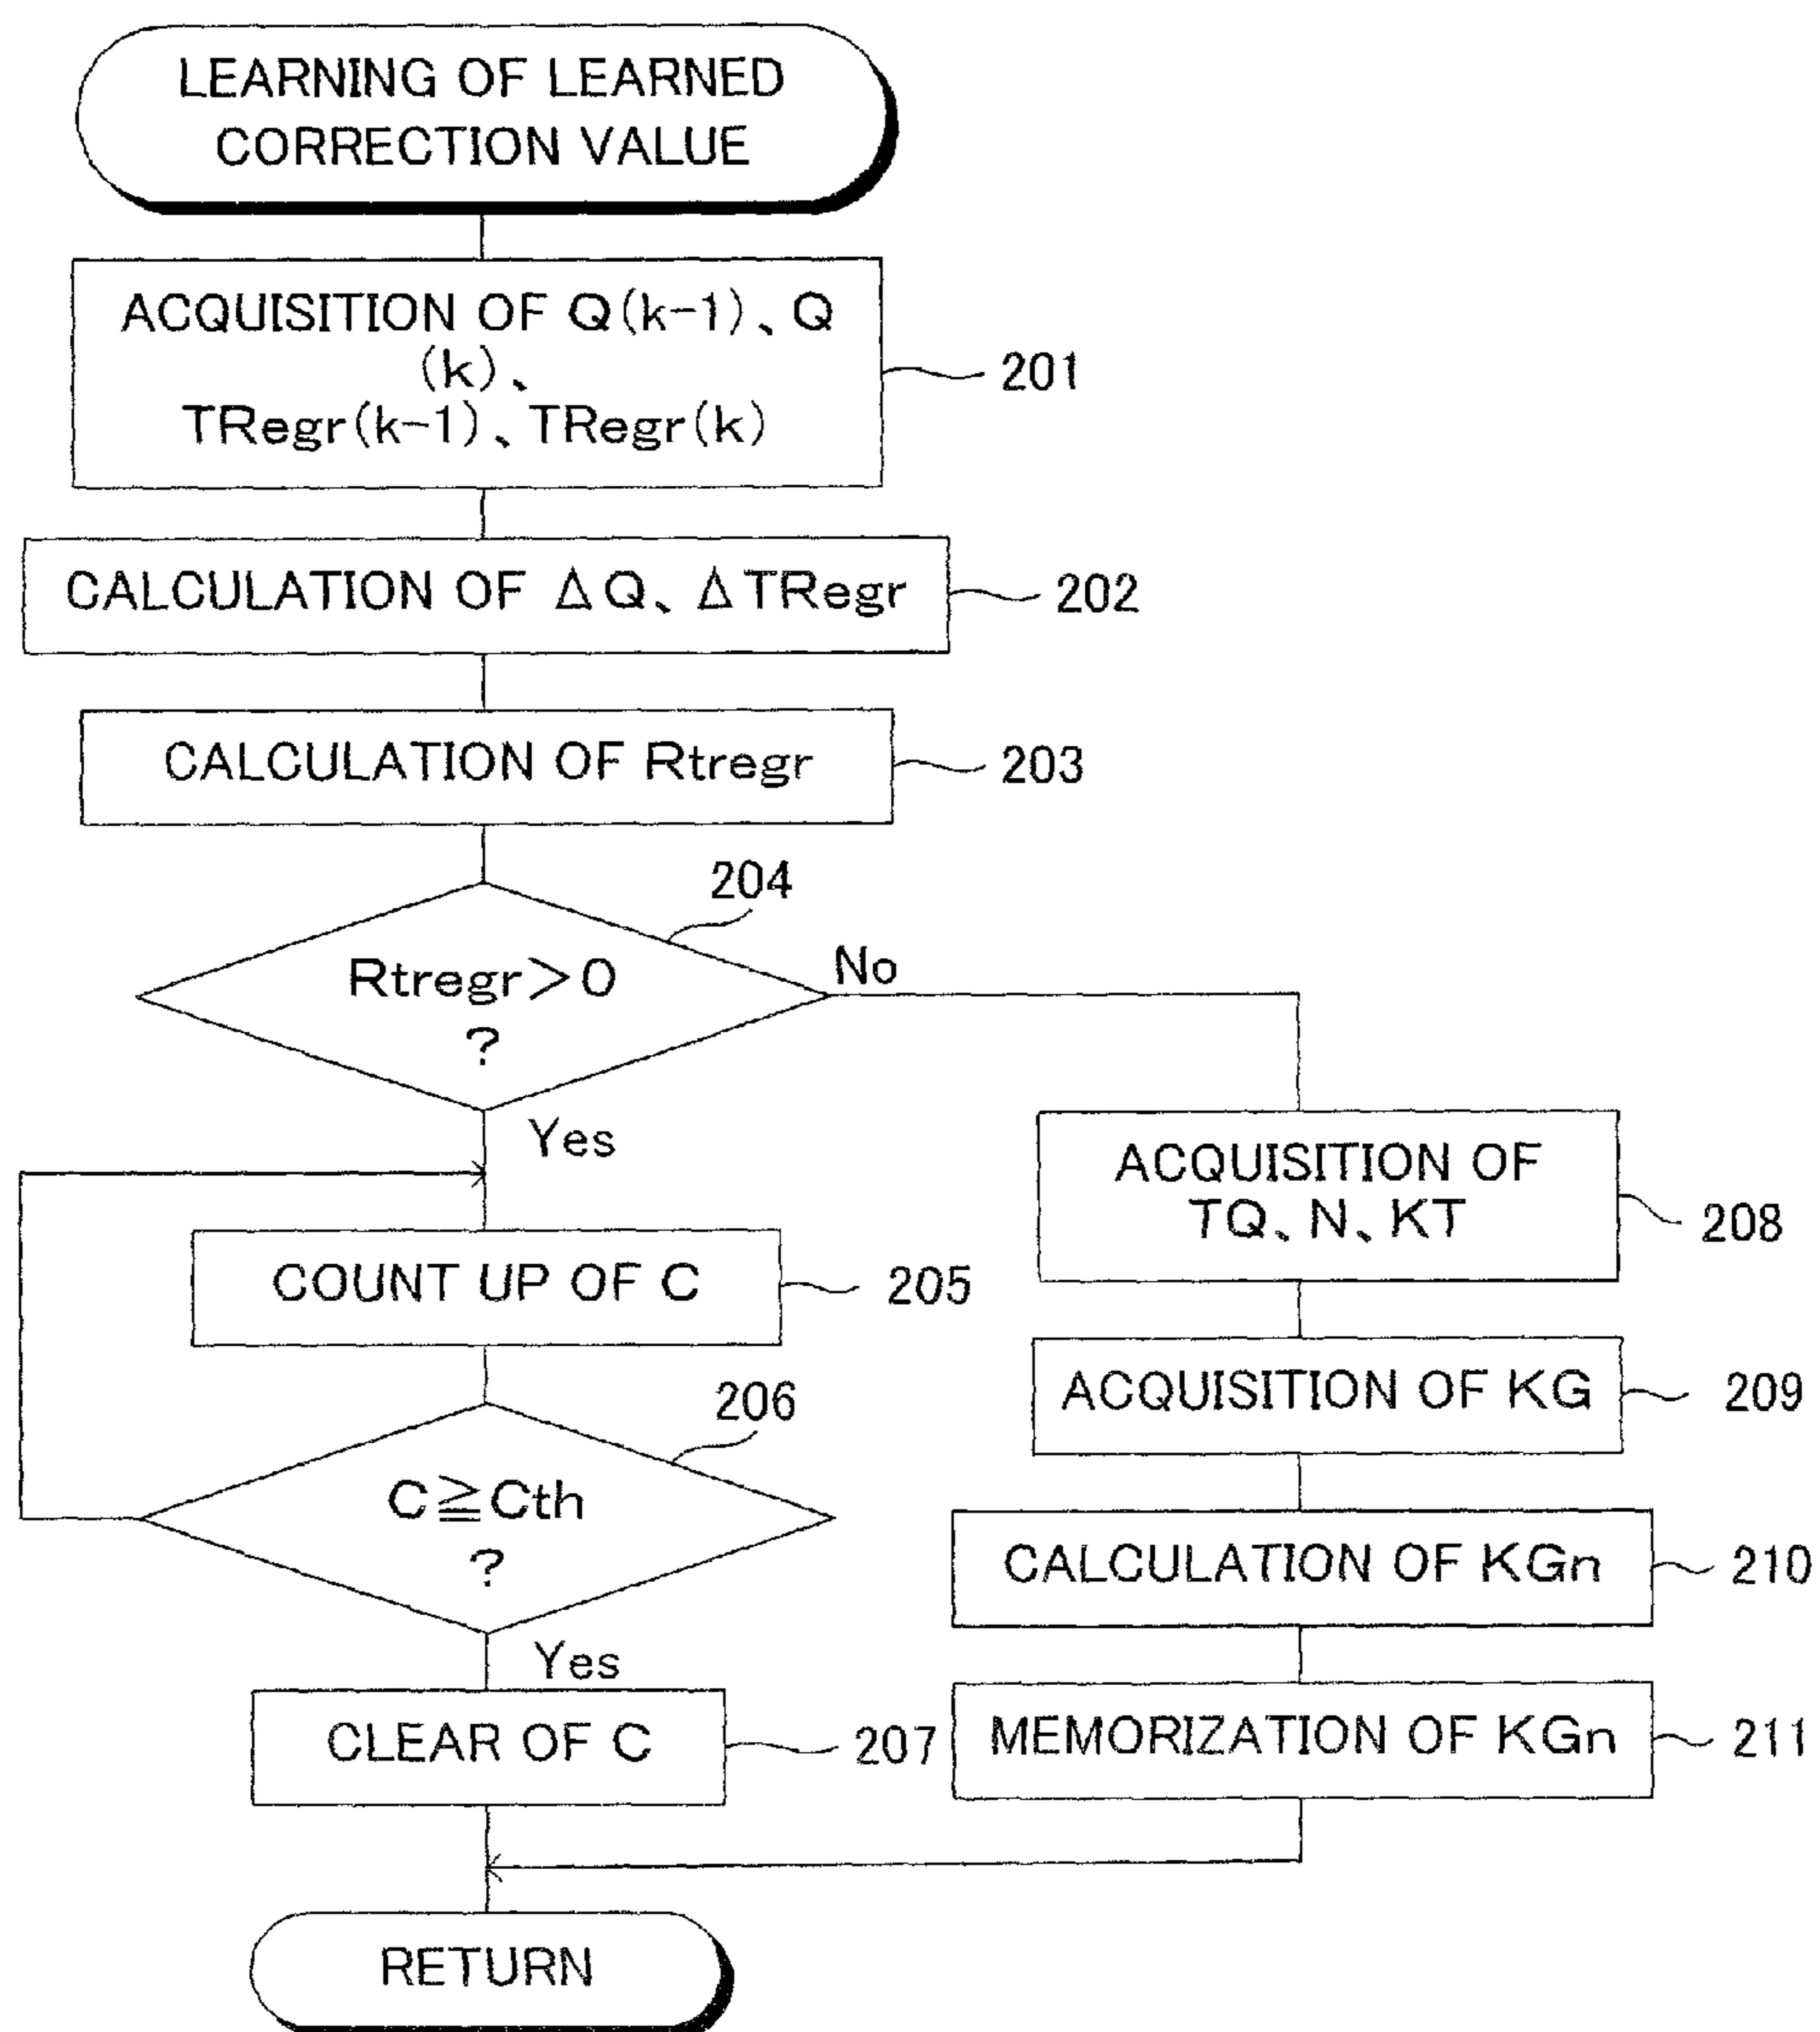 LEARNING OF LEARNED
CORRECTION VALUE
ACQUISITION OF Q(k-1)、Q
(k)、
TRegr(k-1)、TRegr(k)
201
CALCULATION OF ΔQ、ΔTRegr
202
CALCULATION OF Rtregr
203
204
Rtregr>0
?
No
Yes
COUNT UP OF C
205
206
C≧Cth
?
Yes
CLEAR OF C
207
ACQUISITION OF
TQ、N、KT
208
ACQUISITION OF KG
209
CALCULATION OF KGn
210
MEMORIZATION OF KGn
211
RETURN